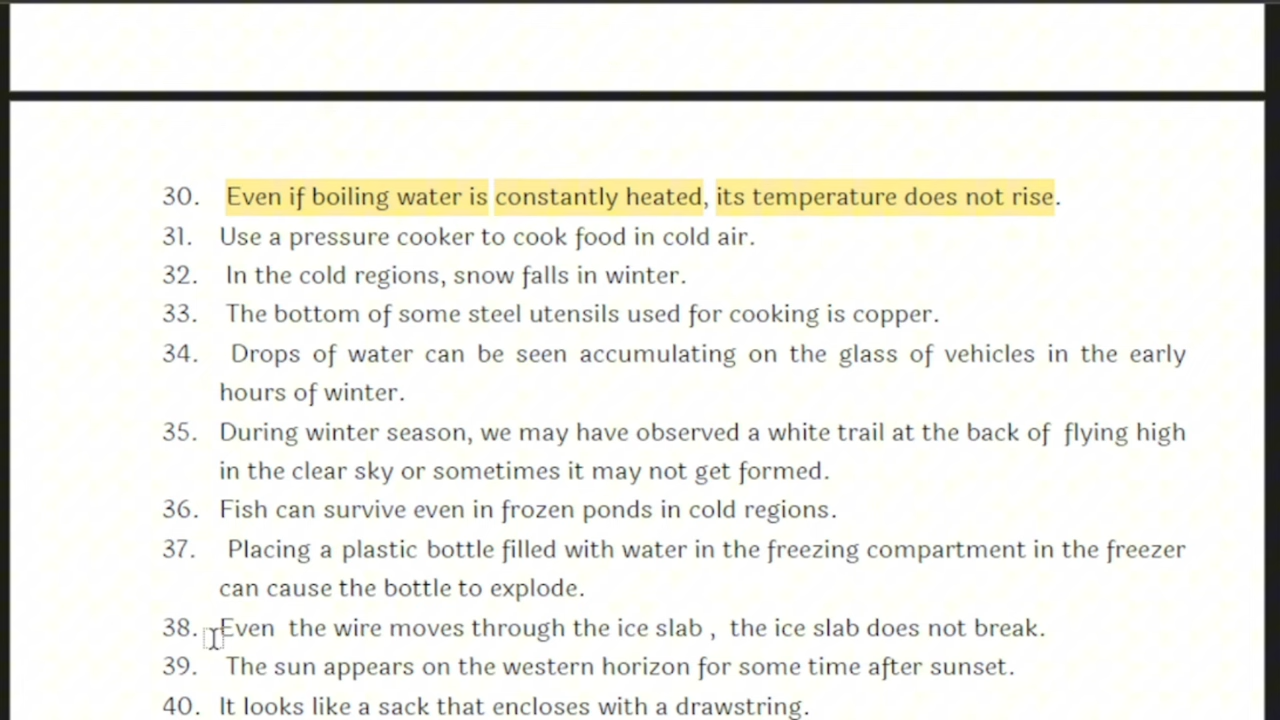 30. Even if boiling water is constantly heated, its temperature does not rise.
31. Use a pressure cooker to cook food in cold air.
32. In the cold regions, snow falls in winter.
33. The bottom of some steel utensils used for cooking is copper.
34. Drops of water can be seen accumulating on the glass of vehicles in the early
hours of winter.
35. During winter season, we may have observed a white trail at the back of flying high
in the clear sky or sometimes it may not get formed.
36. Fish can survive even in frozen ponds in cold regions.
37. Placing a plastic bottle filled with water in the freezing compartment in the freezer
can cause the bottle to explode.
38. Even the wire moves through the ice slab , the ice slab does not break.
39. The sun appears on the western horizon for some time after sunset.
40. It looks like a sack that encloses with a drawstring.